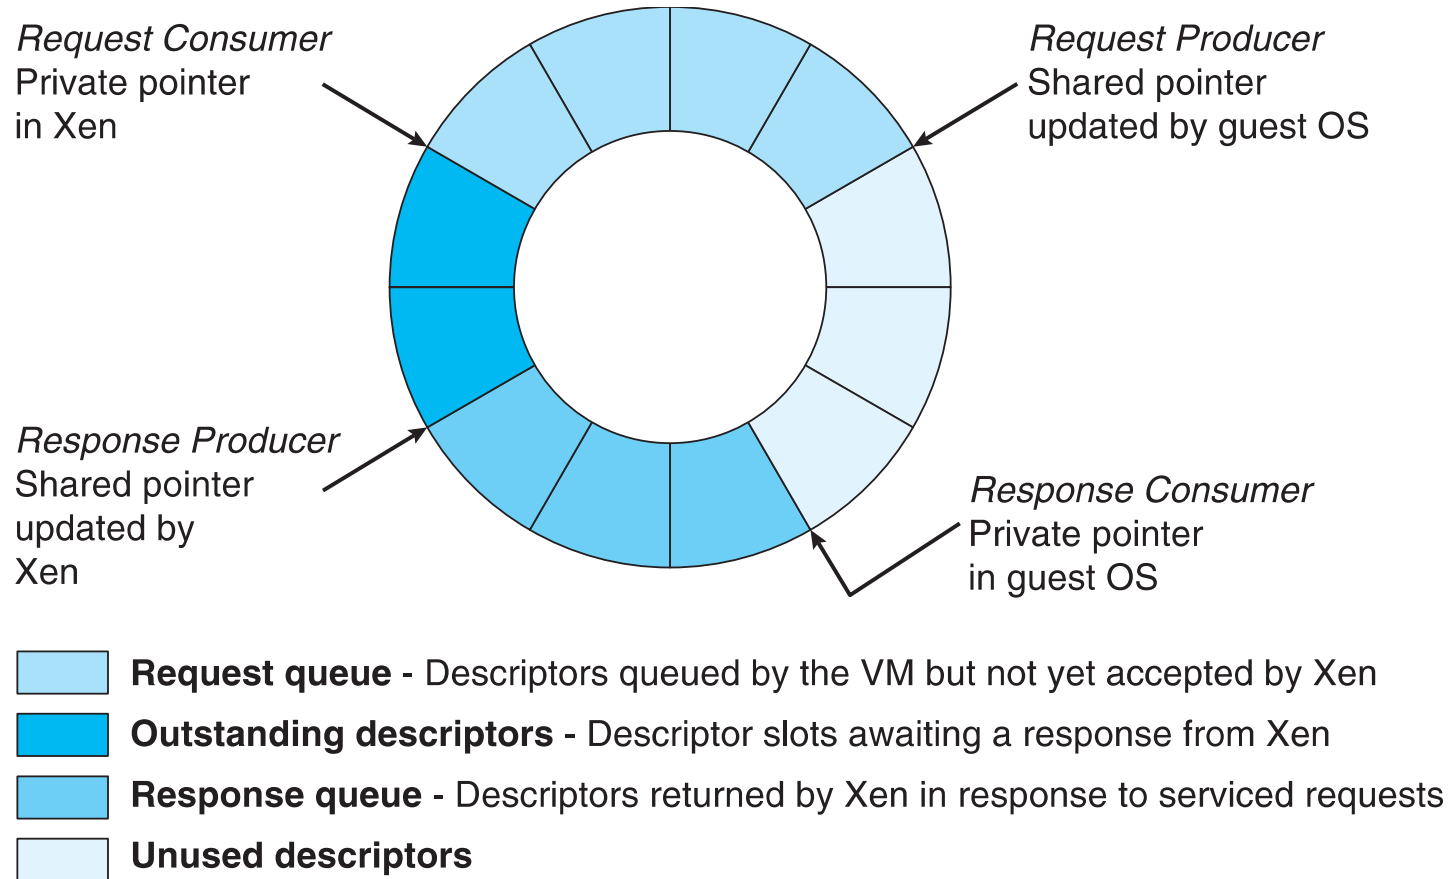 Request Consumer
Private pointer
in Xen
Request Producer
Shared pointer
updated by guest OS
Response Producer
Shared pointer
updated by
Xen
Response Consumer
Private pointer
in guest OS
Request queue - Descriptors queued by the VM but not yet accepted by Xen
Outstanding descriptors - Descriptor slots awaiting a response from Xen
Response queue - Descriptors returned by Xen in response to serviced requests
Unused descriptors